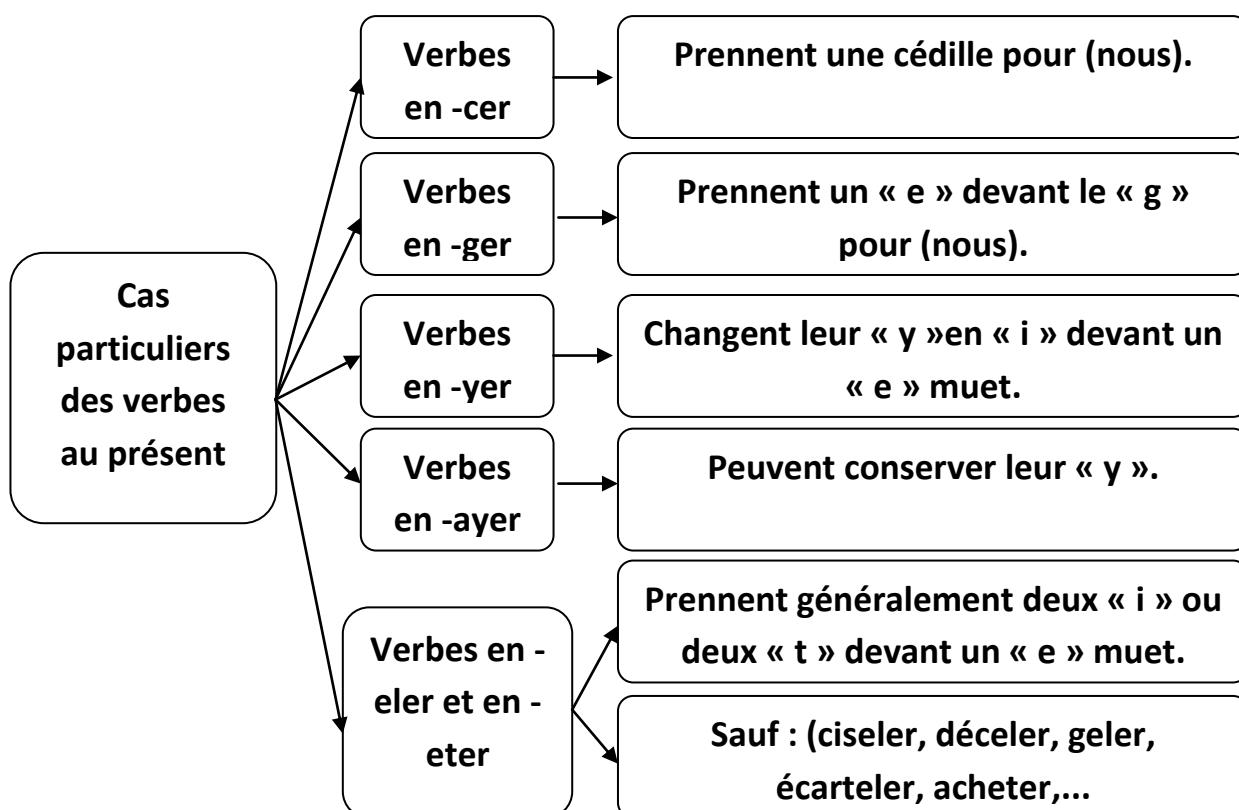 Cas
particuliers
des verbes
au présent
Verbes
en -cer
Prennent une cédille pour (nous).
Verbes
en -ger
Prennent un « e » devant le « g »
pour (nous).
Verbes
en -yer
Changent leur « y »en « i » devant un
« e » muet.
Verbes
en -ayer
Peuvent conserver leur « y ».
Verbes en -
eler et en -
eter
Prennent généralement deux « i » ou
deux « t » devant un « e » muet.
Sauf : (ciseler, déceler, geler,
écarteler, acheter,...